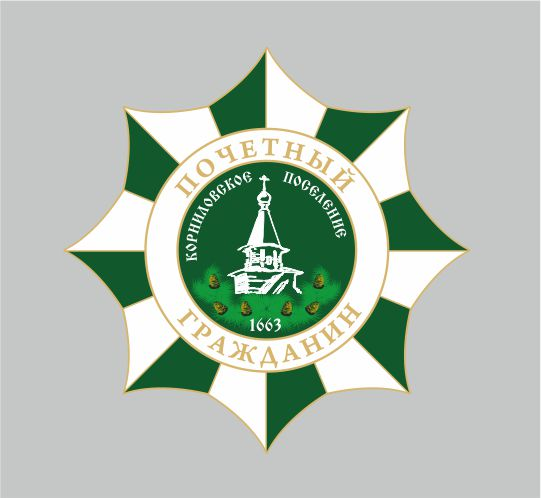 ПОЧЕТНЫЙ
КОРНИЛОВСКОЕ ПОСЕЛЕНИЕ
1663
ГРАЖДАНИН